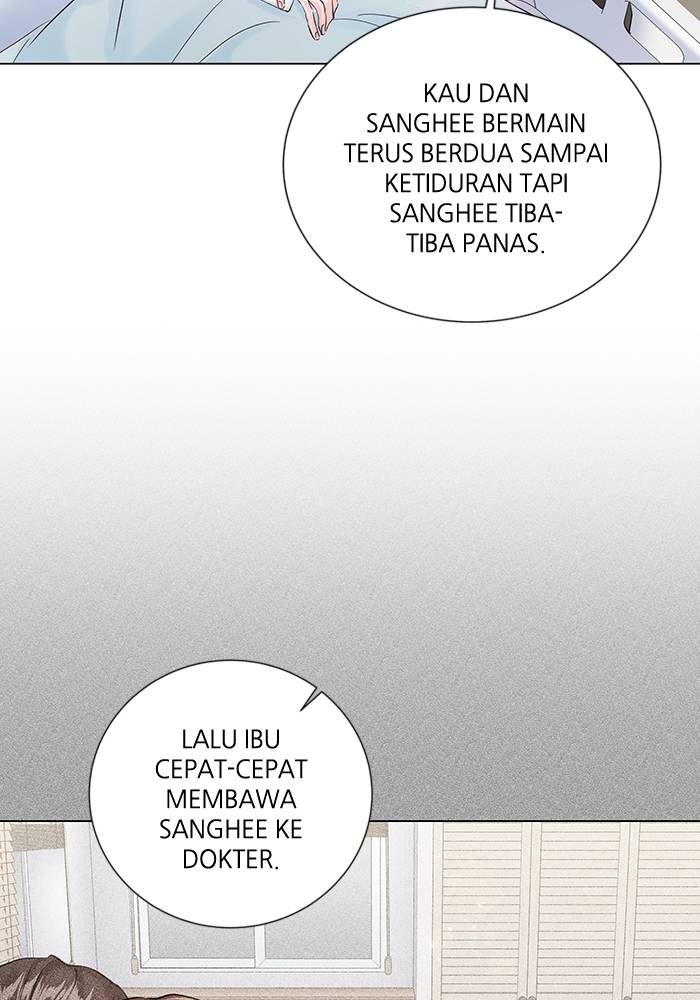 KAU DAN
SANGHEE BERMAIN
TERUS BERDUA SAMPAI
KETIDURAN TAPI
SANGHEE TIBA-
TIBA PANAS.
LALU IBU
CEPAT-CEPAT
MEMBAWA
SANGHEE KE
DOKTER.